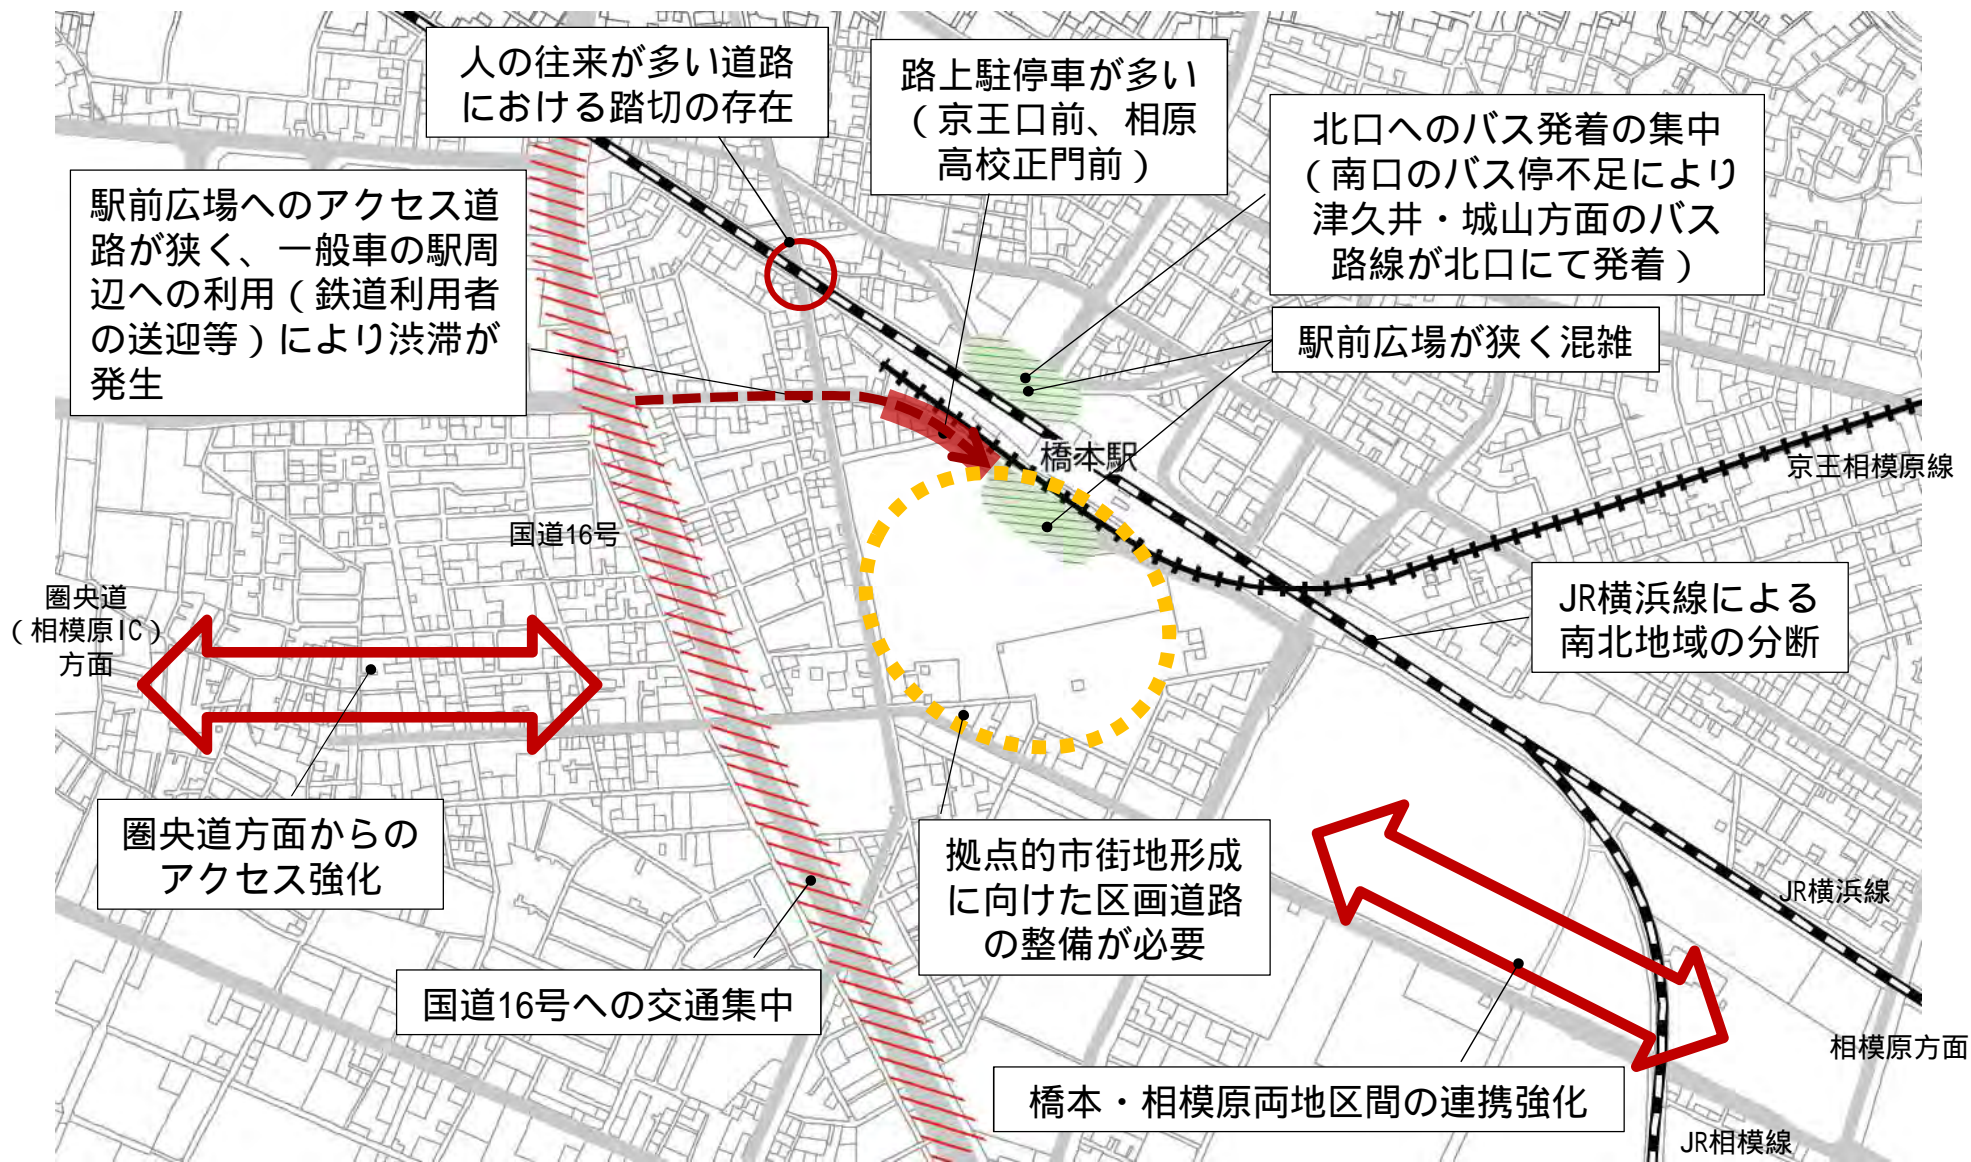 人の往来が多い道路
における踏切の存在
路上駐停車が多い
（京王口前、相原
高校正門前）
北口へのバス発着の集中
（南口のバス停不足により
津久井・城山方面のバス
路線が北口にて発着）
駅前広場へのアクセス道
路が狭く、一般車の駅周
辺への利用（鉄道利用者
の送迎等）により渋滞が
発生
駅前広場が狭く混雑
橋本駅
京王相模原線
国道16号
圏央道
（相模原IC）
方面
JR横浜線による
南北地域の分断
圏央道方面からの
アクセス強化
拠点的市街地形成
に向けた区画道路
の整備が必要
JR横浜線
国道16号への交通集中
相模原方面
橋本・相模原両地区間の連携強化
JR相模線